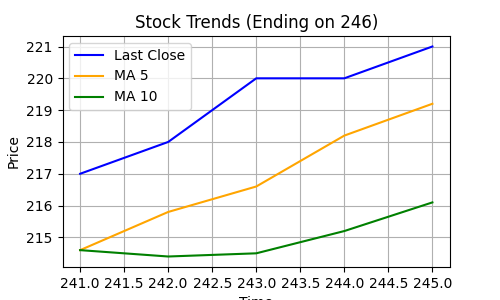 Stock Trends (Ending on 246)
Last Close
MA 5
MA 10
Price
221
220
219
218
217
216
215
241.0 241.5 242.0 242.5 243.0 243.5 244.0 244.5 245.0
Time